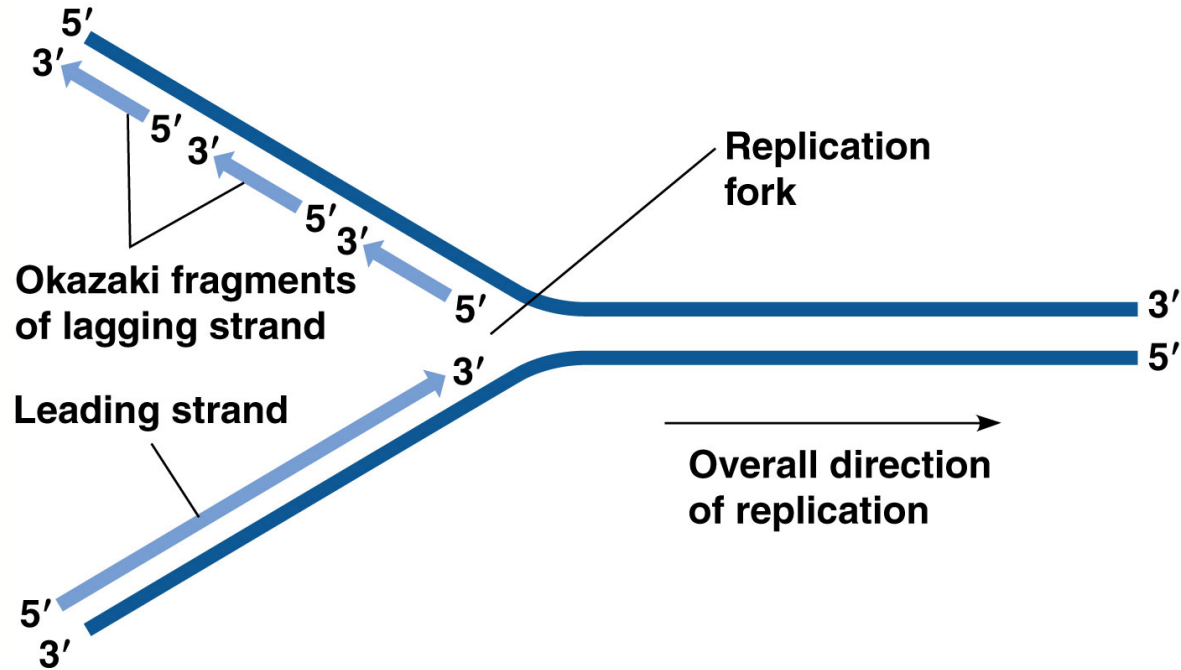 5′
3′
5′
3′
5′
3′
5′
Replication
fork
Okazaki fragments
of lagging strand
3′
5′
3′
Leading strand
Overall direction
of replication
5′
3′